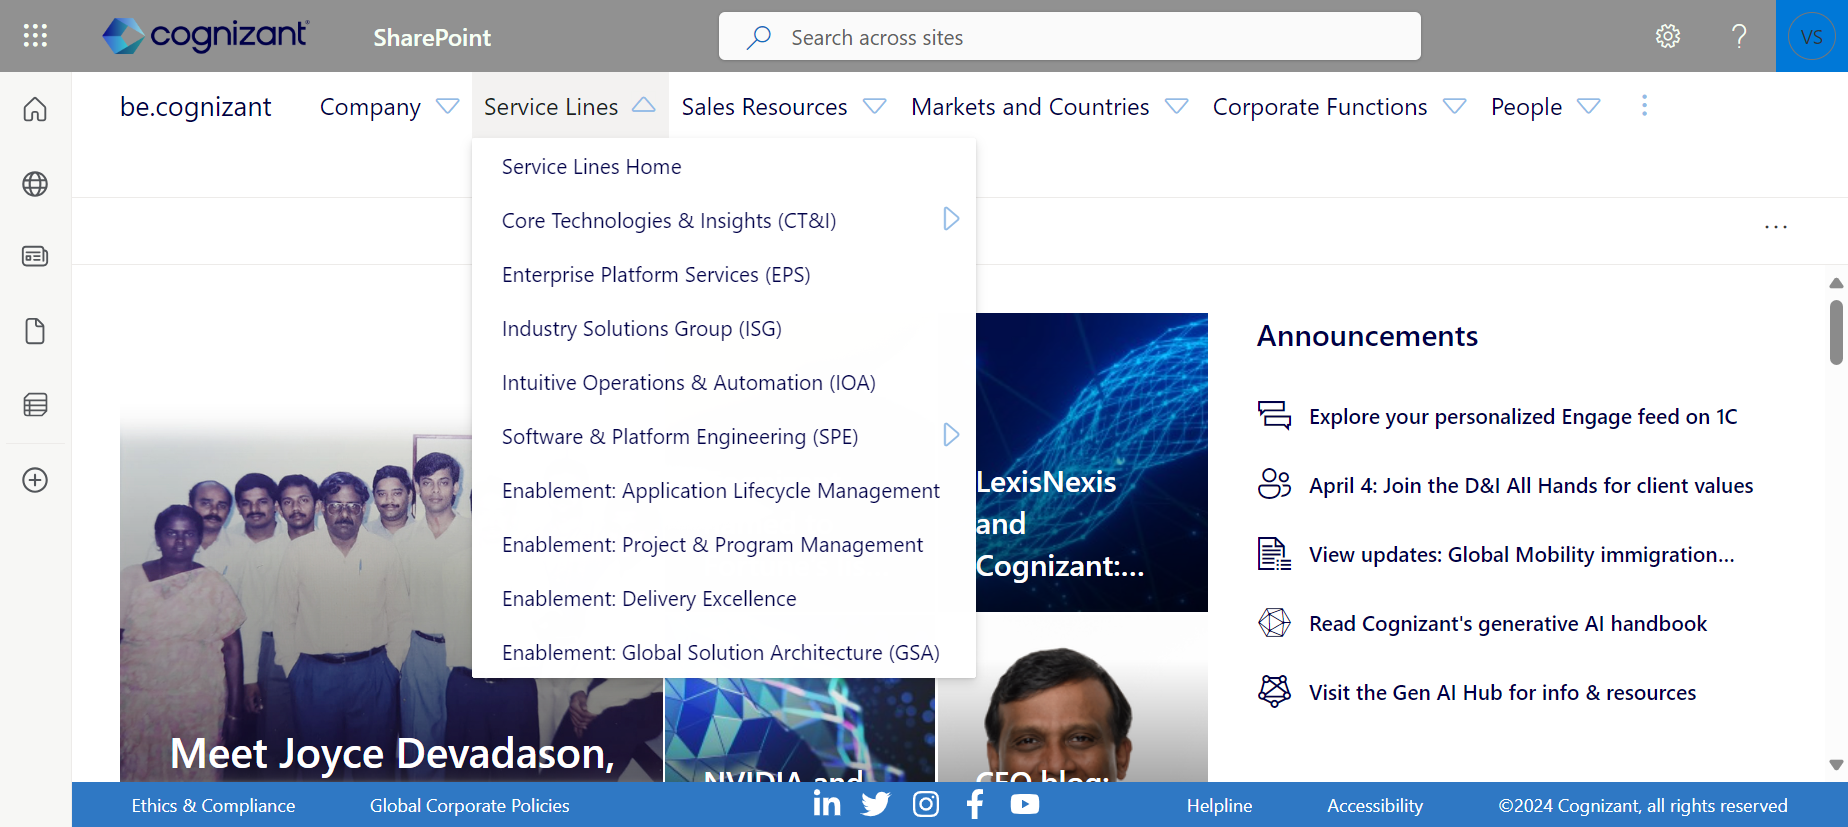 cognizant
SharePoint
Search across sites
?
VS
be.cognizant
Company
Service Lines
Sales Resources
Markets and Countries
Corporate Functions
People
Service Lines Home
Core Technologies & Insights (CT&I)
Enterprise Platform Services (EPS)
Industry Solutions Group (ISG)
Intuitive Operations & Automation (IOA)
Software & Platform Engineering (SPE)
Enablement: Application Lifecycle Management
Enablement: Project & Program Management
Enablement: Delivery Excellence
Enablement: Global Solution Architecture (GSA)
Meet Joyce Devadason,
LexisNexis
and
Cognizant:...
NVIDIA and
CEO blog:
Announcements
Explore your personalized Engage feed on 1C
April 4: Join the D&I All Hands for client values
View updates: Global Mobility immigration...
Read Cognizant's generative AI handbook
Visit the Gen AI Hub for info & resources
Ethics & Compliance
Global Corporate Policies
in
Helpline
Accessibility
©2024 Cognizant, all rights reserved